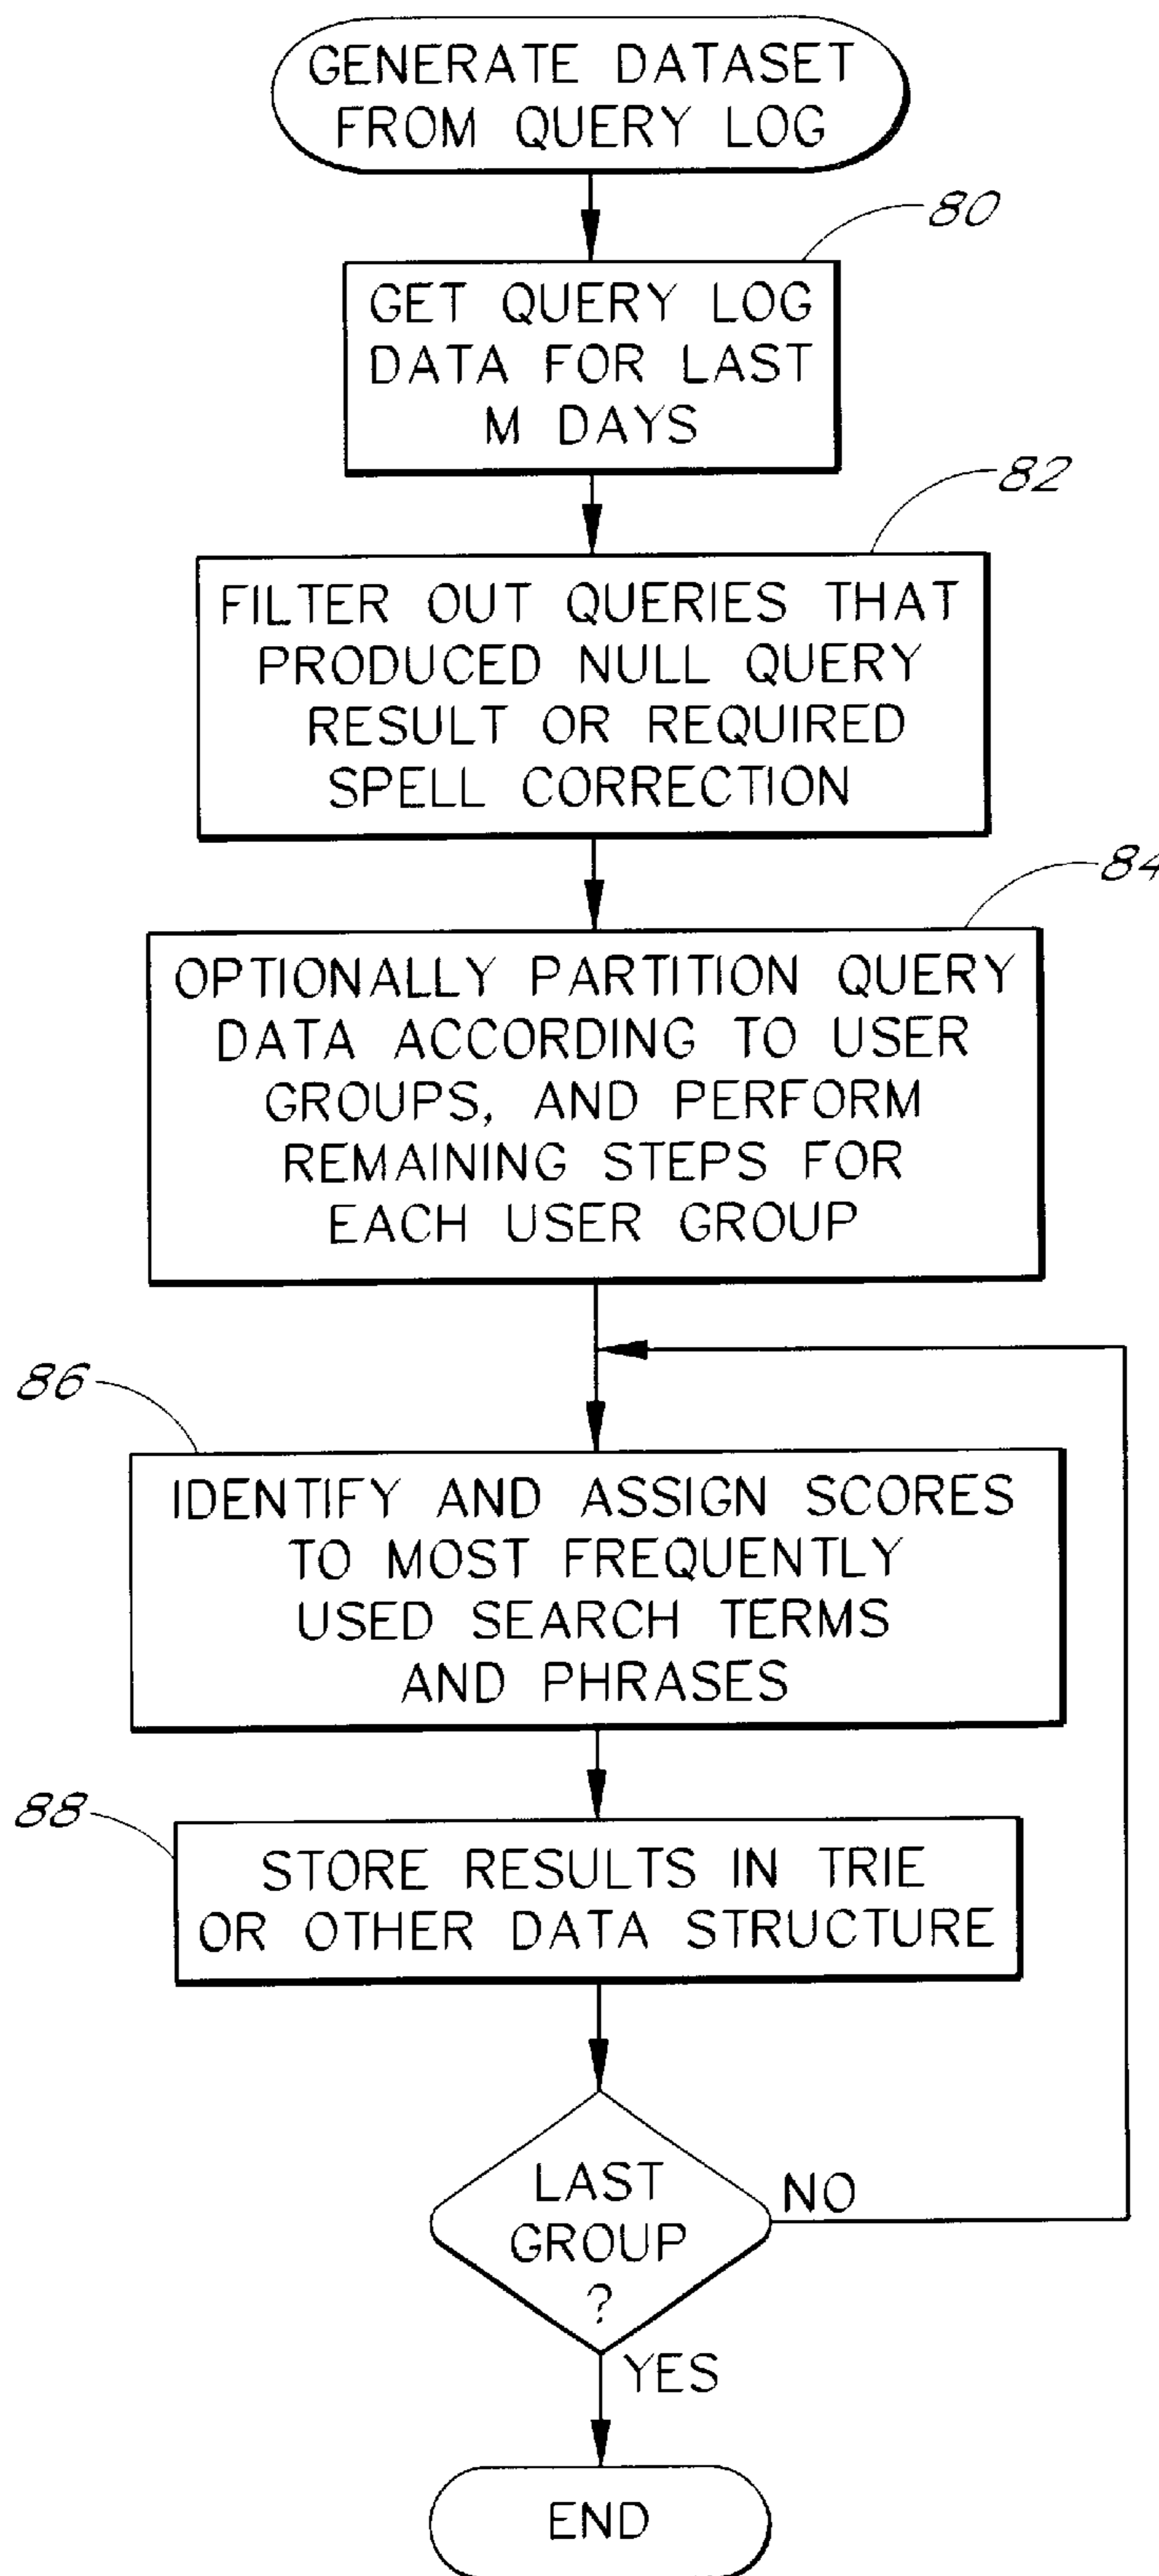 GENERATE DATASET
FROM QUERY LOG
80
GET QUERY LOG
DATA FOR LAST
M DAYS
82
FILTER OUT QUERIES THAT
PRODUCED NULL QUERY
RESULT OR REQUIRED
SPELL CORRECTION
84
OPTIONALLY PARTITION QUERY
DATA ACCORDING TO USER
GROUPS, AND PERFORM
REMAINING STEPS FOR
EACH USER GROUP
86
IDENTIFY AND ASSIGN SCORES
TO MOST FREQUENTLY
USED SEARCH TERMS
AND PHRASES
88
STORE RESULTS IN TRIE
OR OTHER DATA STRUCTURE
LAST
GROUP
?
NO
YES
END